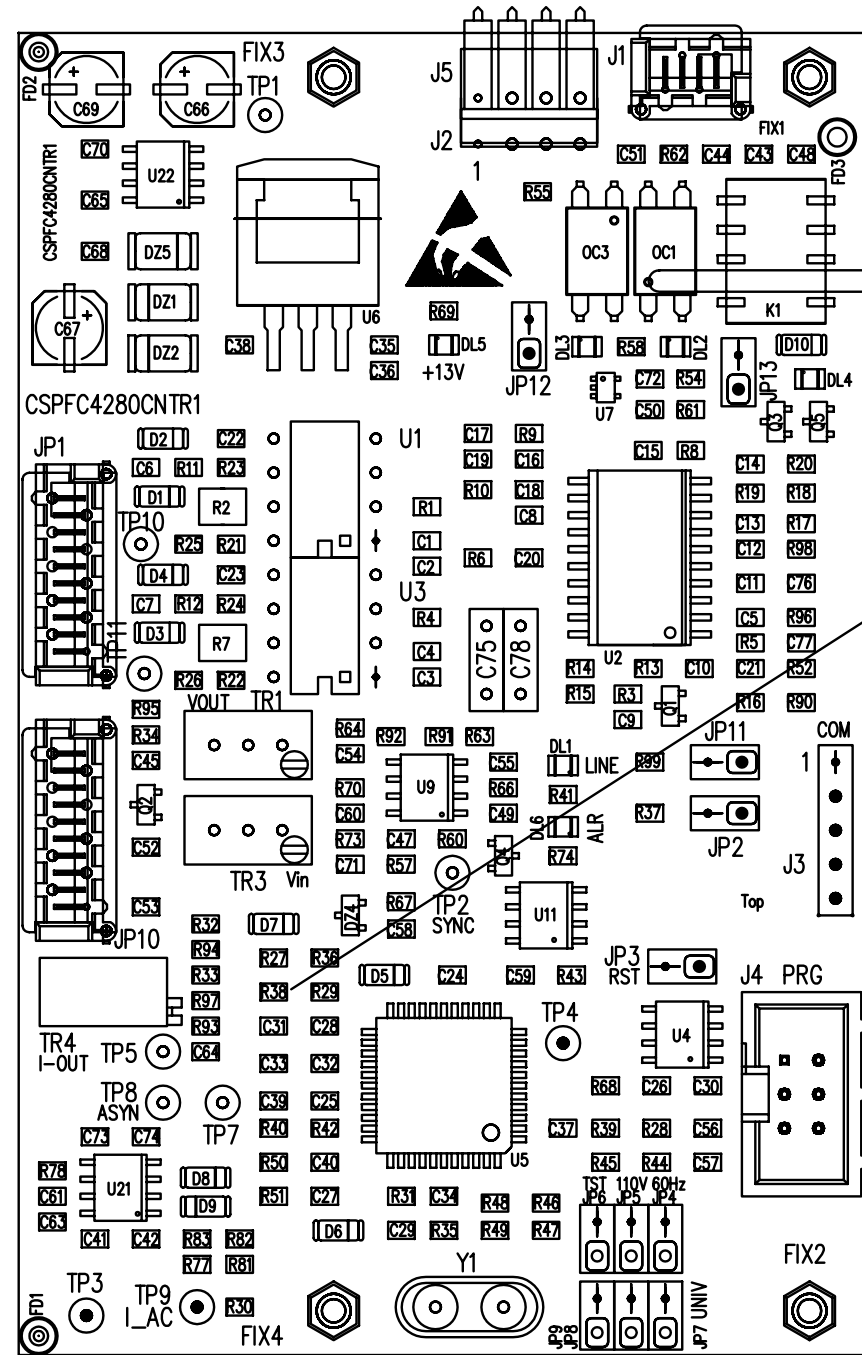 FD2
C69
C66
FIX3
TP1
J5
J2
1
J1
FIX1
FD3
C51 R62 C44 C43 C48
C70
U22
C65
C68
CSPFC4280CNTR1
DZ5
DZ1
DZ2
C67
U6
C38
C35
C36
R55
OC3
OC1
K1
R69
DL5
+13V
JP12
DL3
R58
DL2
JP13
D10
DL4
U7
C72 R54
C50 R61
Q3
Q5
C15 R8
CSPFC4280CNTR1
JP1
D2 C22
C6 R11 R23
D1
R2
TP10
R25 R21
D4 C23
C7 R12 R24
D3
R7
TP11
R26 R22
U1
U3
R1
C1
C2
R4
C4
C3
C17 R9
C19 C16
R10 C18
C8
R6 C20
C75
C78
U2
C14 R20
R19 R18
C13 R17
C12 R98
C11 C76
C5 R96
R5 C77
R14 R13 C10 C21 R52
R15 R3
C9
Q1
R16 R90
R95
R34
C45
Q2
C52
C53
JP10
VOUT TR1
TR3 Vin
R64
C54
R70
C60
R73
C71
R92 R91 R63
U9
C55
R66
C49
C47 R60
R57
Q4
DL1
LINE
R41
DL6
ALR
R74
R99
R37
JP11
JP2
COM
1
J3
Top
TP2
SYNC
R67
C58
DZ4
D7
R32
R94
R33
R97
R93
C64
R27 R36
R38 R29
C31 C28
C33 C32
C39 C25
R40 R42
R50 C40
R51 C27
D5 C24 C59 R43
U11
JP3
RST
TP4
U4
J4 PRG
TR4
I-OUT
TP5
TP8
ASYN
TP7
C73 C74
R78
C61
C63
U21
D8
D9
C41 C42 R83 R82
R77 R81
U5
C37
R68 C26 C30
R39 R28 C56
R45 R44 C57
R31 C34
C29 R35
R48 R46
R49 R47
D6
TST 110V 60Hz
JP6 JP5 JP4
Y1
FIX2
TP3
TP9
I_AC
R30
FD1
FIX4
JP9
JP8
JP7
UNIV